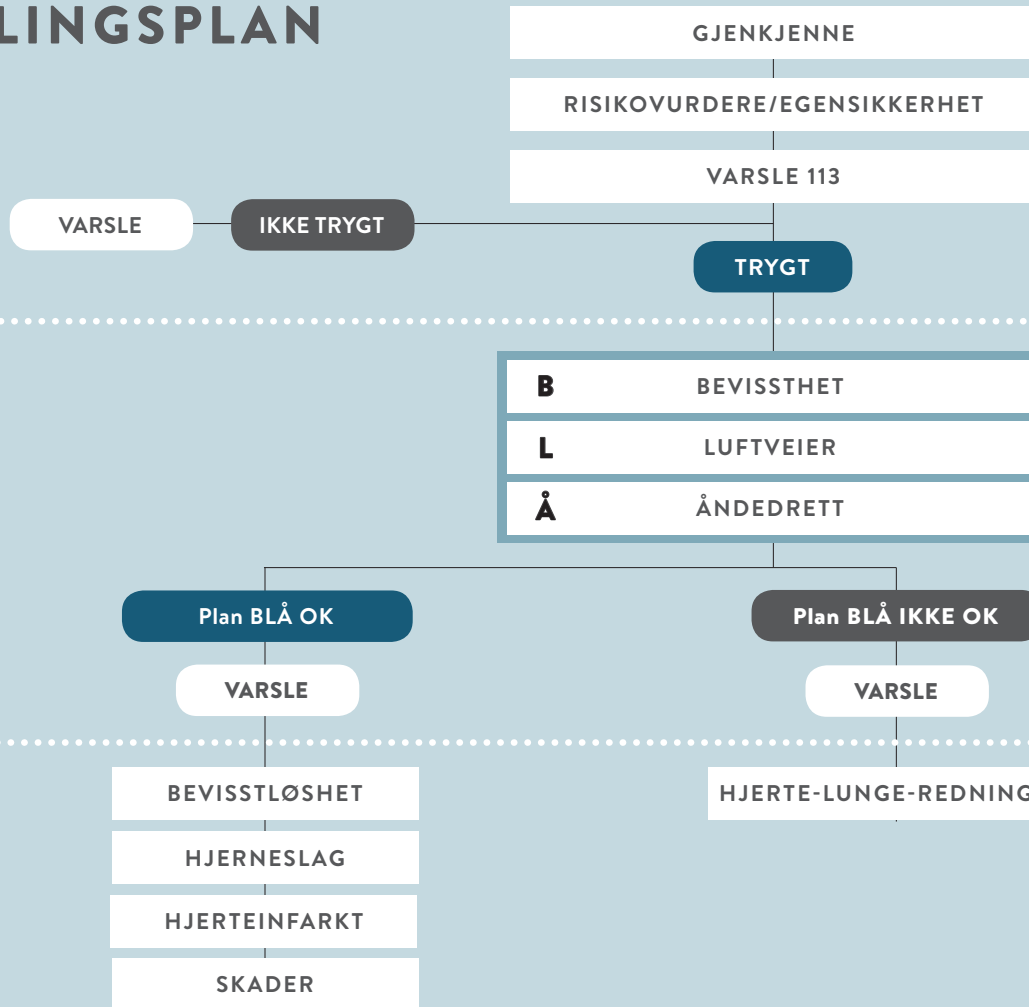 LINGSPLAN
GJENKJENNE
RISIKOVURDERE/EGENSIKKERHET
VARSLE 113
VARSLE
IKKE TRYGT
TRYGT
B BEVISSTHET
L LUFTVEIER
Å ÅNDEDRETT
Plan BLÅ OK
Plan BLÅ IKKE OK
VARSLE
VARSLE
BEVISSTLØSHET
HJERTE-LUNGE-REDNING
HJERNESLAG
HJERTEINFARKT
SKADER